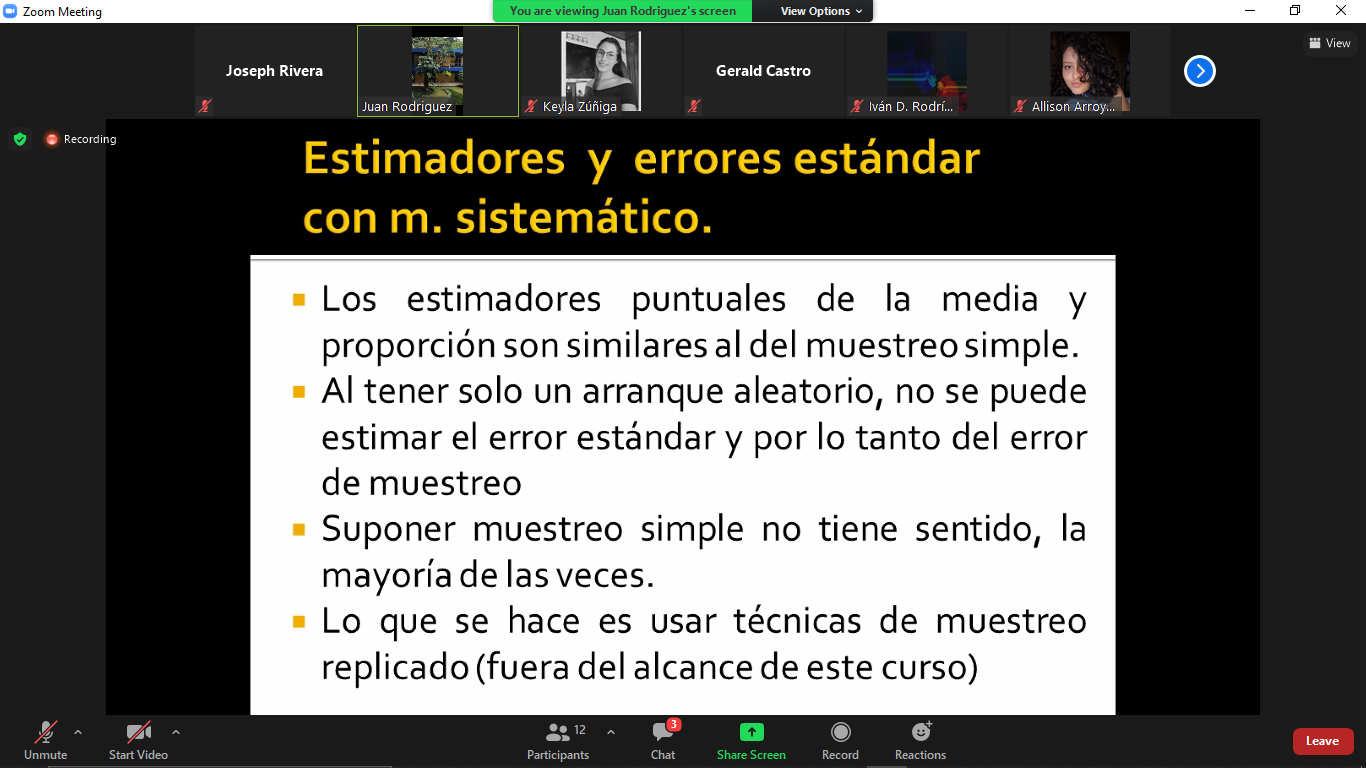 Zoom Meeting
You are viewing Juan Rodriguez's screen
View Options
View
Joseph Rivera
Juan Rodriguez
Keyla Zúñiga
Gerald Castro
Iván D. Rodrí...
Allison Arroy...
Recording
Estimadores y errores estándar
con m. sistemático.
Los estimadores puntuales de la media y
proporción son similares al del muestreo simple.
Al tener solo un arranque aleatorio, no se puede
estimar el error estándar y por lo tanto del error
de muestreo
Suponer muestreo simple no tiene sentido, la
mayoría de las veces.
Lo que se hace es usar técnicas de muestreo
replicado (fuera del alcance de este curso)
Unmute
Start Video
12
Participants
3
Chat
Share Screen
Record
Reactions
Leave